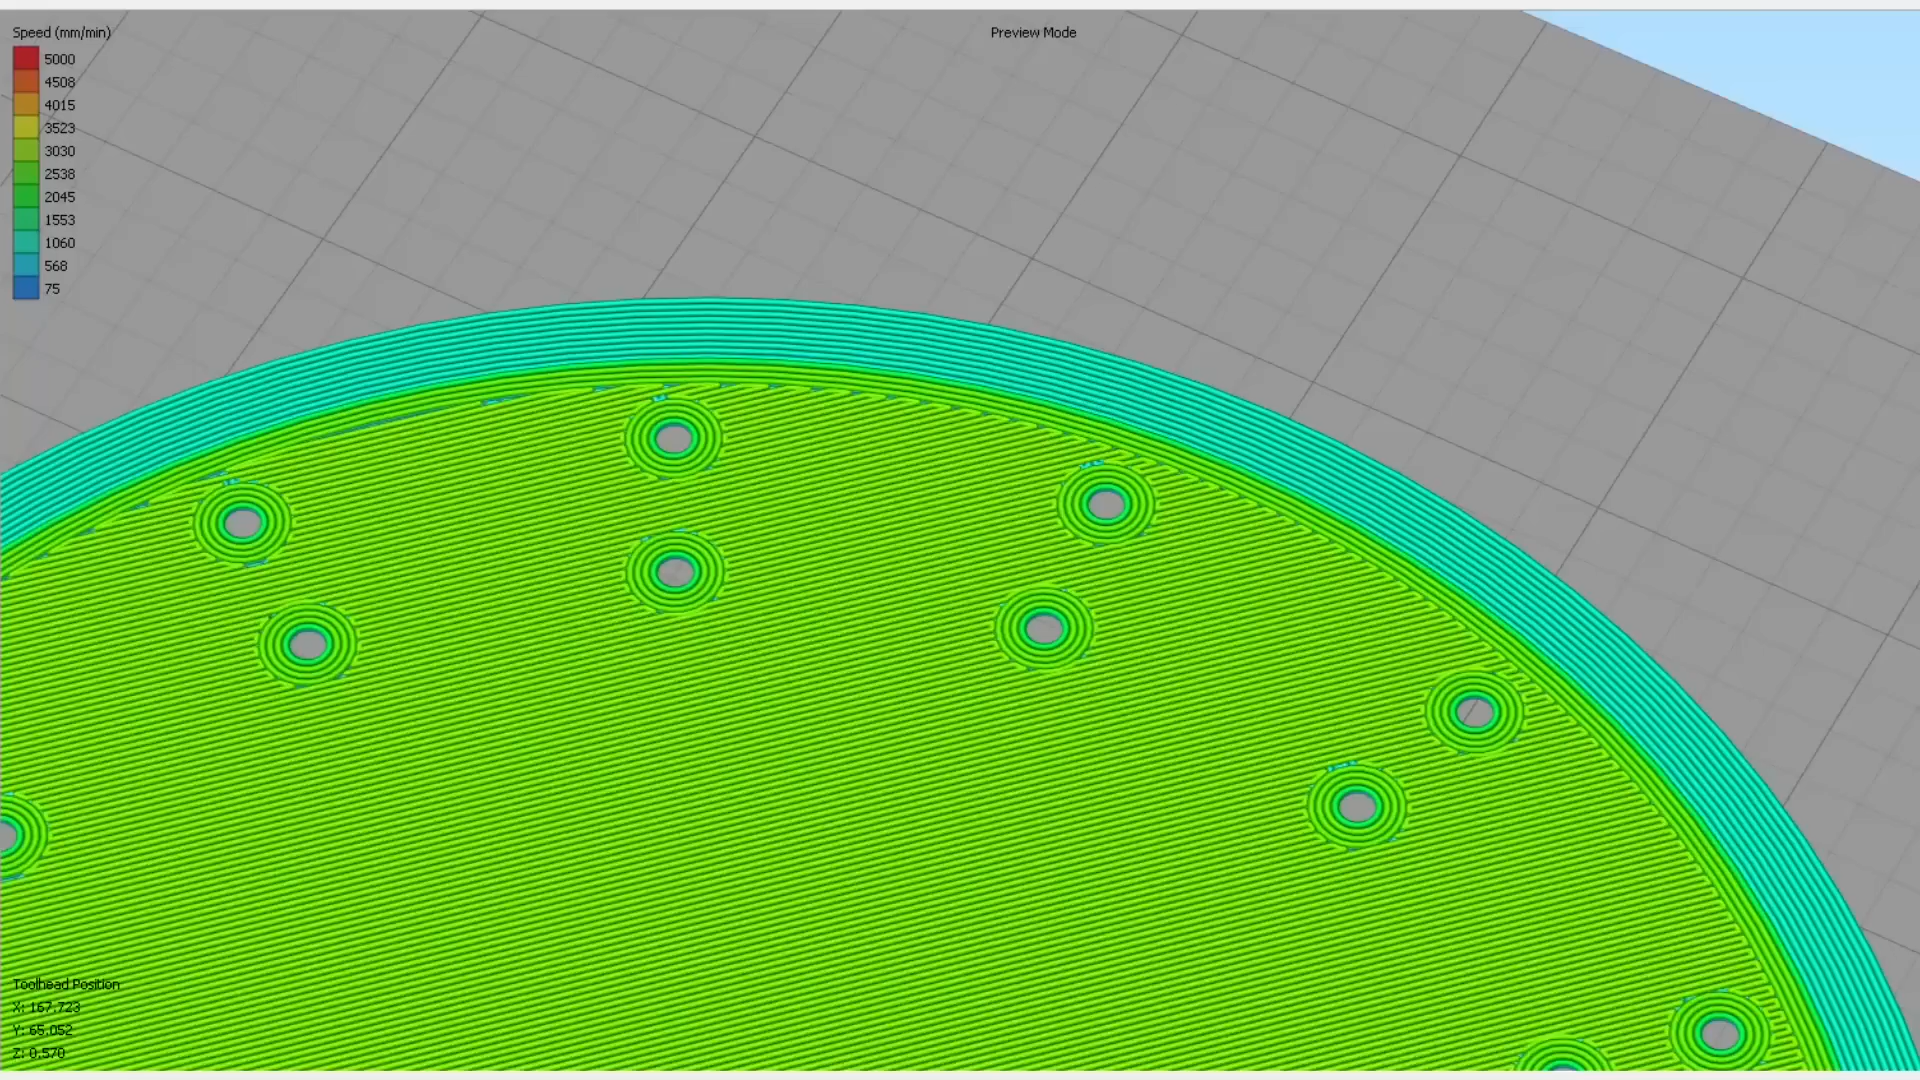 Speed (mm/min)
Preview Mode
5000
4508
4015
3523
3030
2538
2045
1553
1060
568
75
Toolhead Position
X: 167.723
Y: 65.052
Z: 0.570